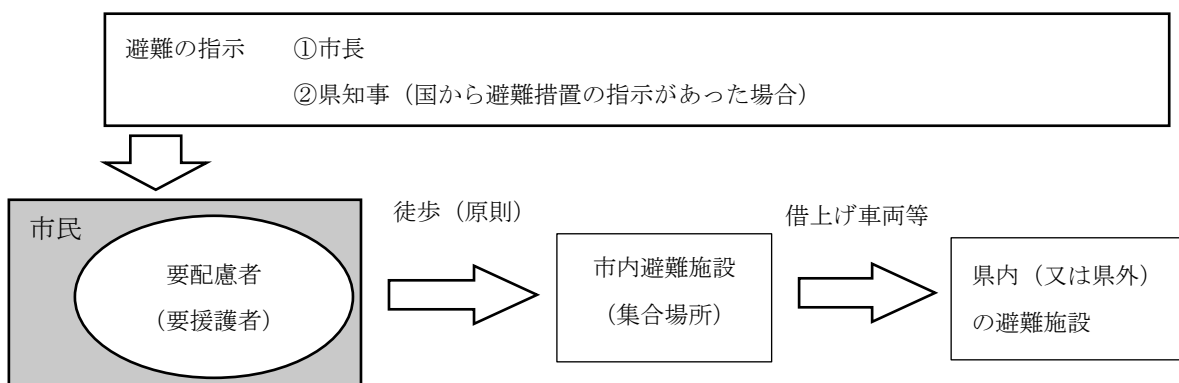 避難の指示　①市長
②県知事（国から避難措置の指示があった場合）
市民
要配慮者
（要援護者）
徒歩（原則）
市内避難施設
（集合場所）
借上げ車両等
県内（又は県外）
の避難施設